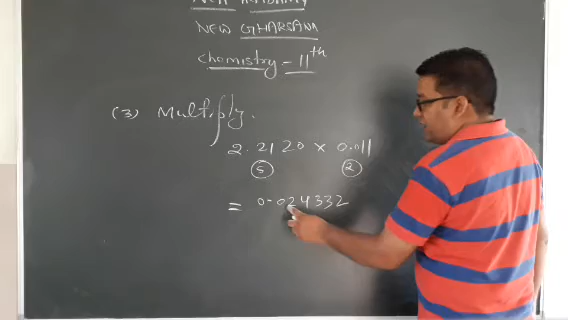 NEW GHARSANA
Chemistry - 11th
(3) Multiply.
2.2120 x 0.011
5 2
= 0.024332